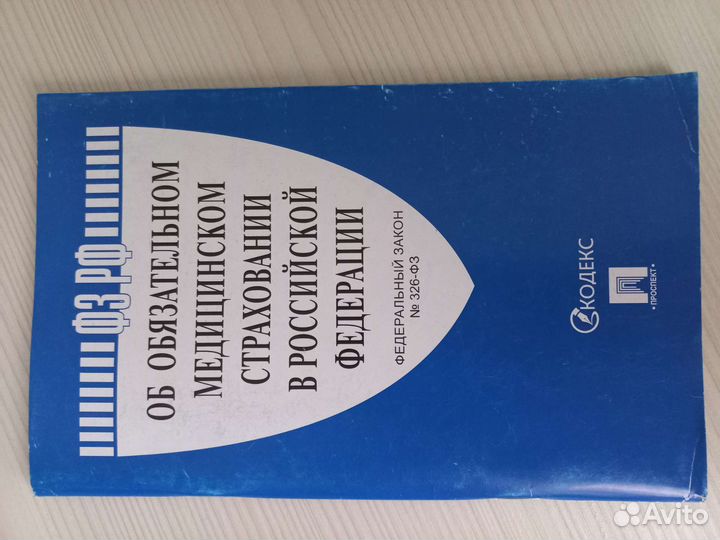 ФЗ РФ
ОБ ОБЯЗАТЕЛЬНОМ
МЕДИЦИНСКОМ
СТРАХОВАНИИ
В РОССИЙСКОЙ
ФЕДЕРАЦИИ
ФЕДЕРАЛЬНЫЙ ЗАКОН
№ 326-ФЗ
КОДЕКС
• ПРОСПЕКТ •
Avito